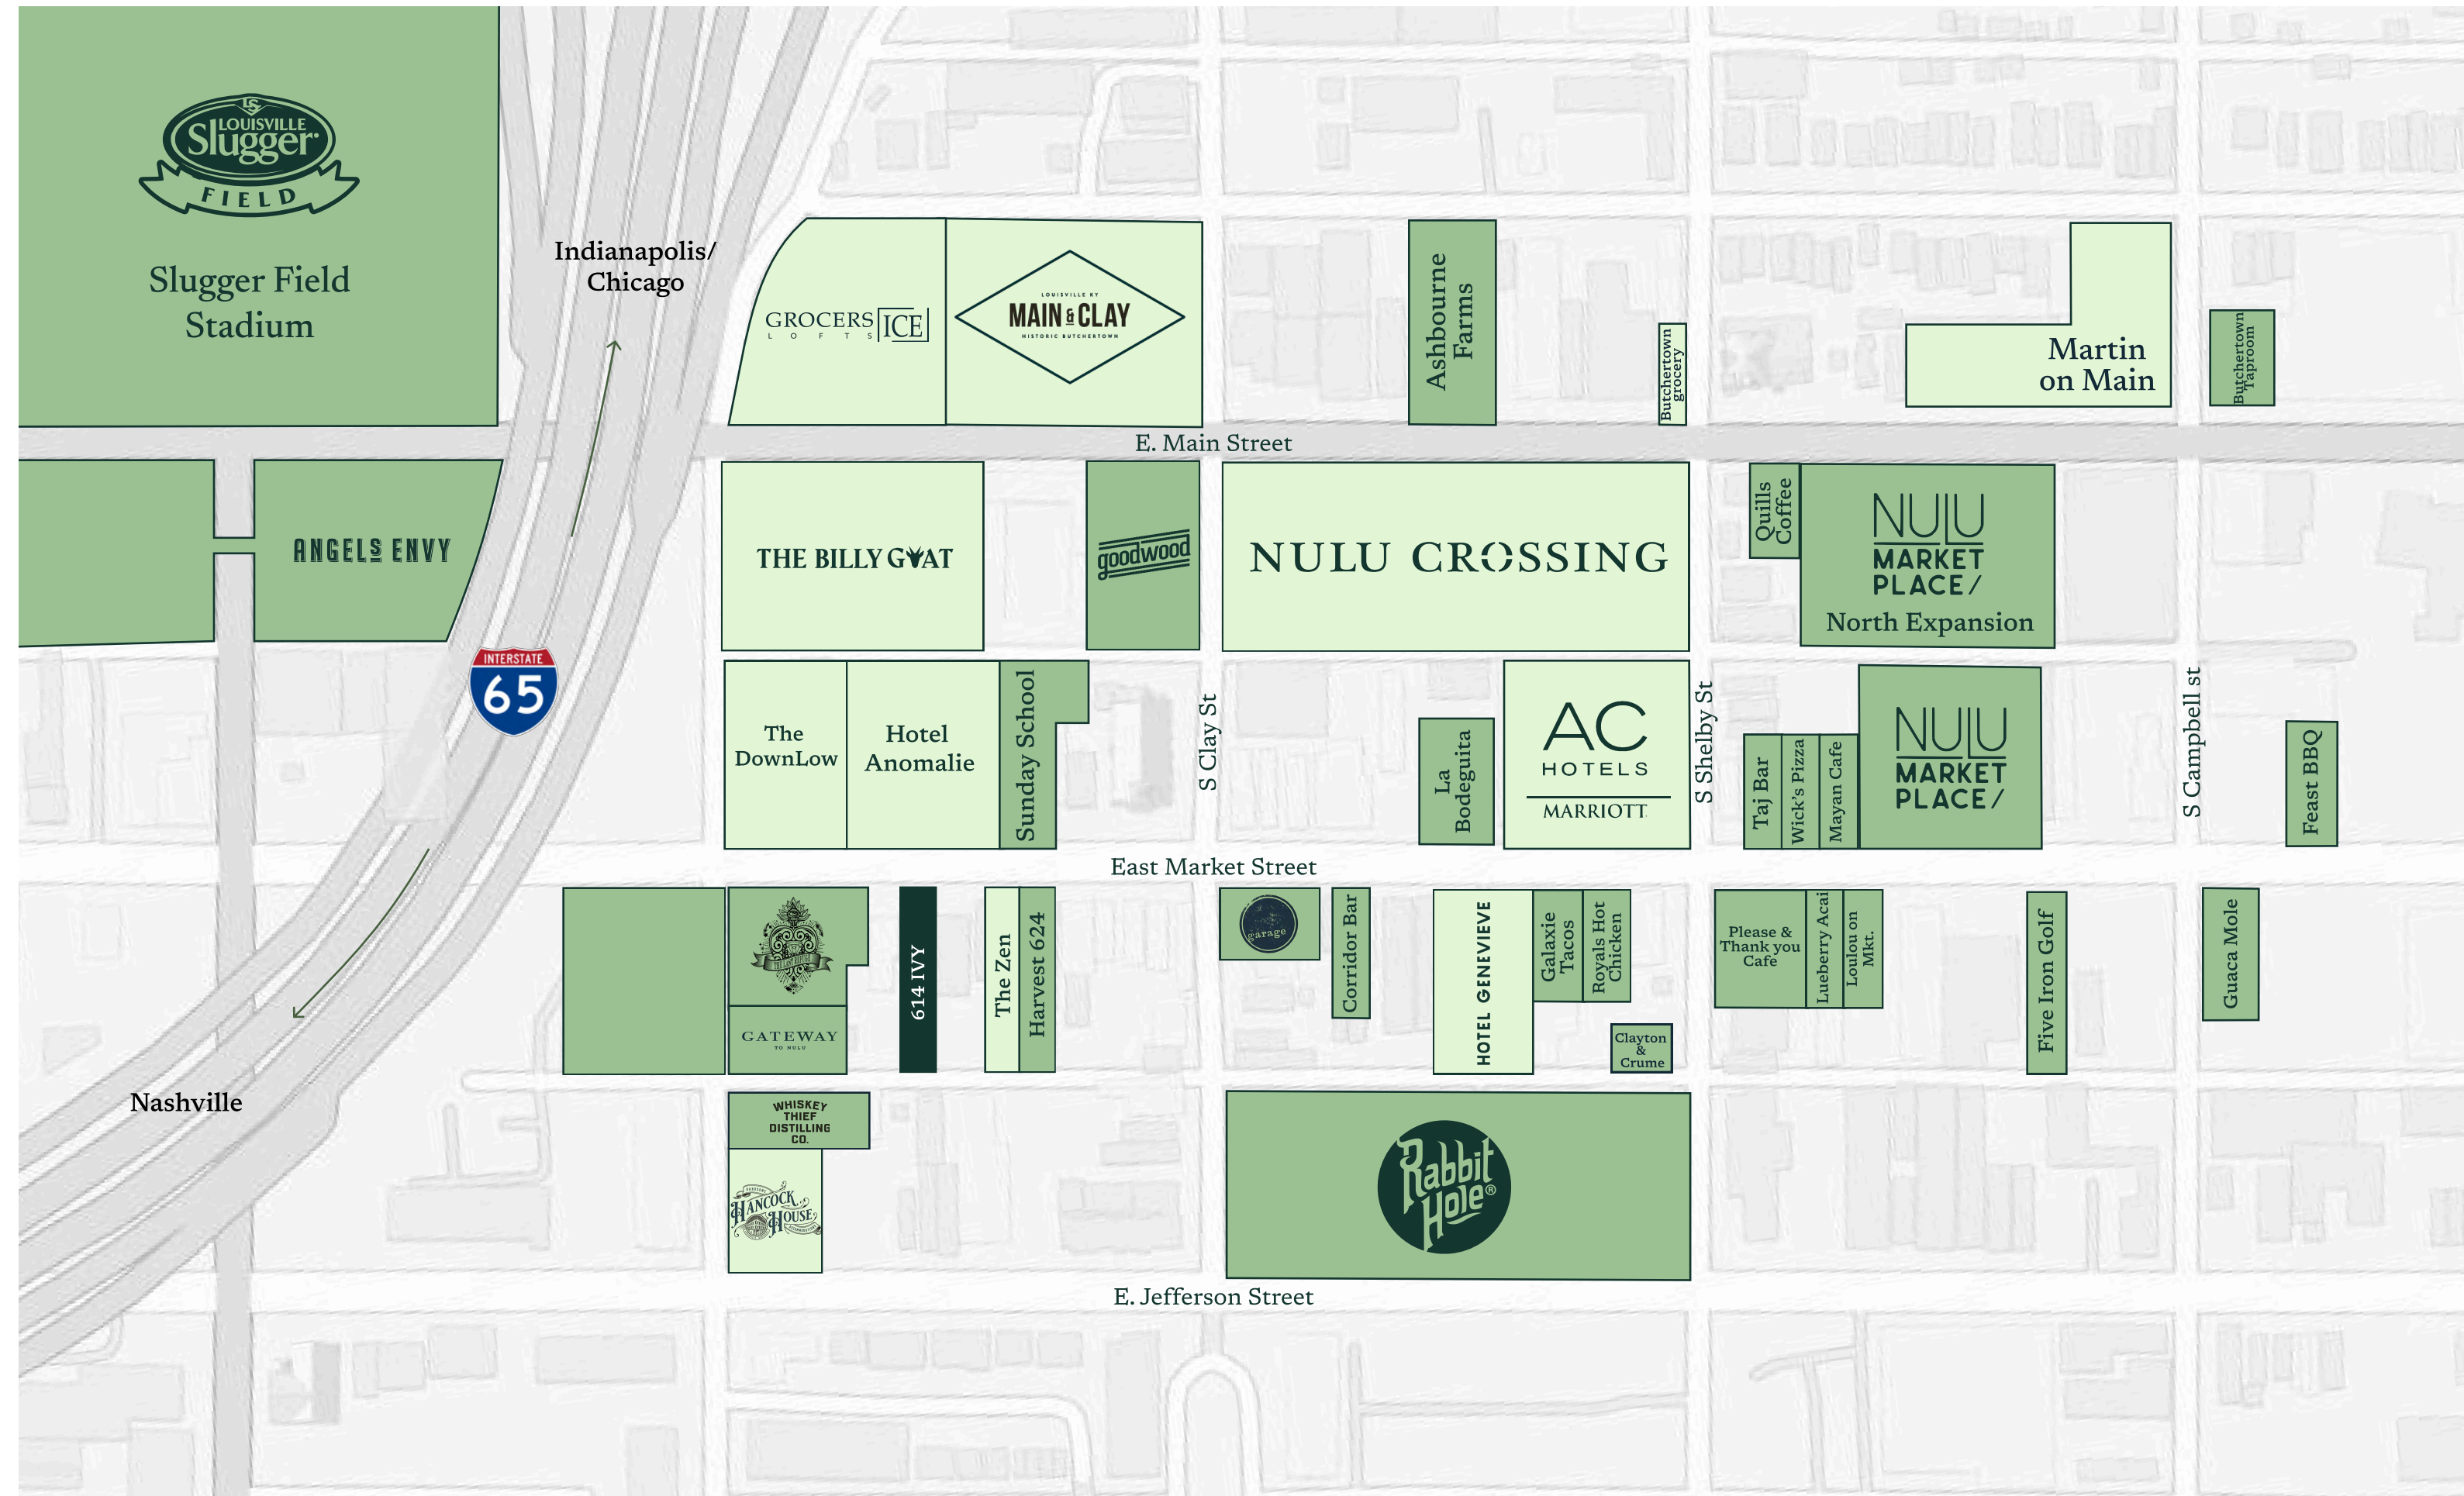 LS
LOUISVILLE
Slugger
FIELD
Slugger Field
Stadium
Indianapolis/
Chicago
GROCERS ICE
LOFTS
LOUISVILLE KY
MAIN & CLAY
HISTORIC BUTCHERTOWN
Ashbourne
Farms
Butchertown
grocery
Martin
on Main
Butchertown
Taproom
E. Main Street
ANGELS ENVY
THE BILLY GOAT
goodwood
NULU CROSSING
Quills
Coffee
NULU
MARKET
PLACE/
North Expansion
INTERSTATE
65
The
DownLow
Hotel
Anomalie
Sunday School
S Clay St
La
Bodeguita
AC
HOTELS
MARRIOTT
S Shelby St
Taj Bar
Wick's Pizza
Mayan Cafe
NULU
MARKET
PLACE/
S Campbell st
Feast BBQ
East Market Street
THE LAST REFUGE
GATEWAY
TO NULU
614 IVY
The Zen
Harvest 624
garage
Corridor Bar
HOTEL GENEVIEVE
Galaxie
Tacos
Royals Hot
Chicken
Clayton
&
Crume
Please &
Thank you
Cafe
Lueberry Acai
Loulou on
Mkt.
Five Iron Golf
Guaca Mole
Nashville
WHISKEY
THIEF
DISTILLING
CO.
HANCOCK
HOUSE
Rabbit
Hole®
E. Jefferson Street